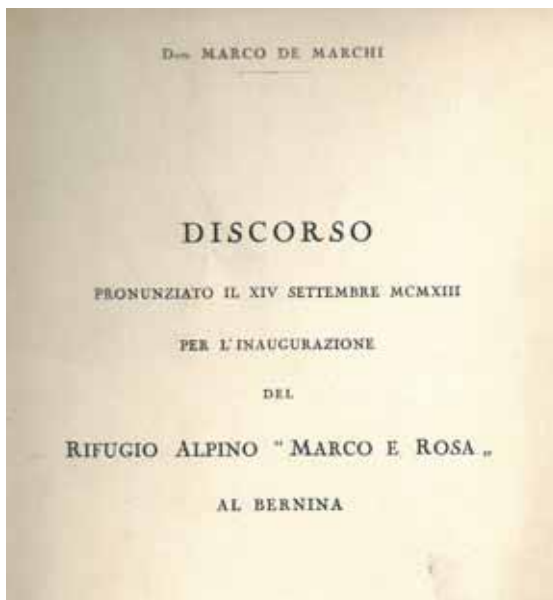 Dott. MARCO DE MARCHI
DISCORSO
PRONUNZIATO IL XIV SETTEMBRE MCMXIII
PER L'INAUGURAZIONE
DEL
RIFUGIO ALPINO "MARCO E ROSA„
AL BERNINA